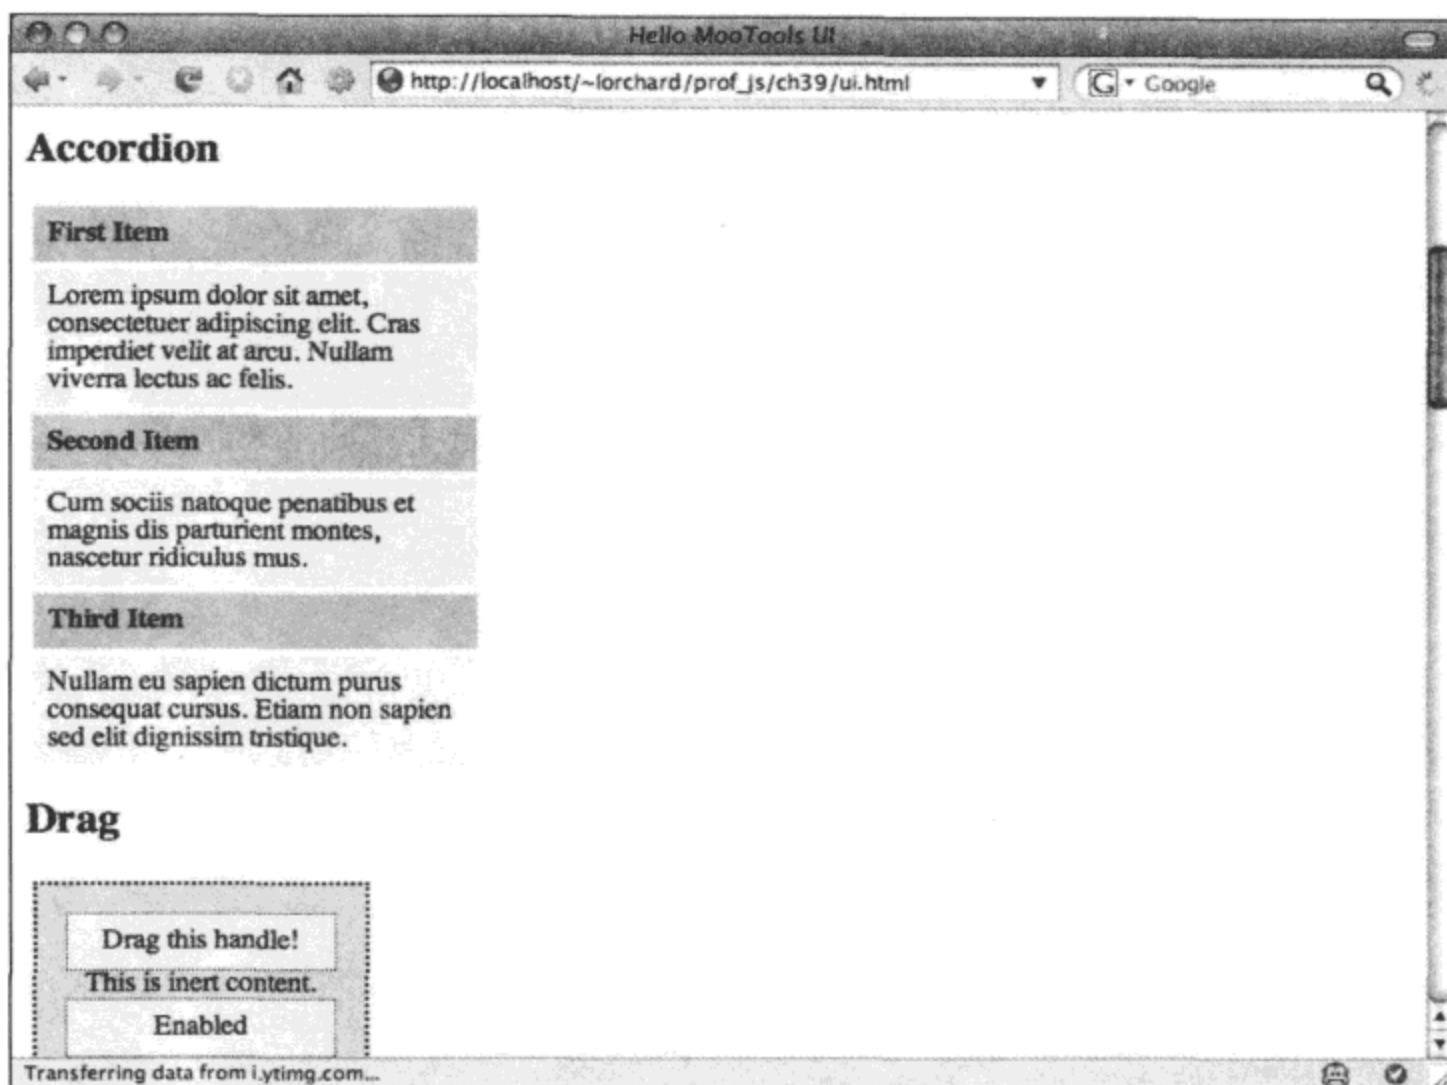 Hello MooTools UI
http://localhost/~lorchard/prof_js/ch39/ui.html
G Google
Accordion
First Item
Lorem ipsum dolor sit amet,
consectetuer adipiscing elit. Cras
imperdiet velit at arcu. Nullam
viverra lectus ac felis.
Second Item
Cum sociis natoque penatibus et
magnis dis parturient montes,
nascetur ridiculus mus.
Third Item
Nullam eu sapien dictum purus
consequat cursus. Etiam non sapien
sed elit dignissim tristique.
Drag
Drag this handle!
This is inert content.
Enabled
Transferring data from i.ytimg.com...